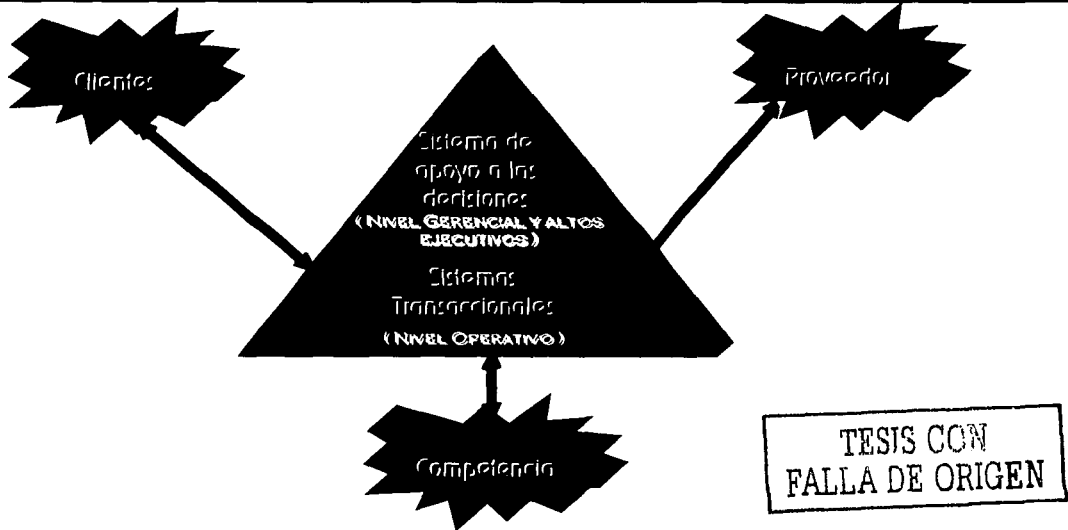 Clientes
Proveedor
Sistema de
apoyo a las
decisiones
(NIVEL GERENCIAL Y ALTOS
EJECUTIVOS)
Sistemas
Transaccionales
(NIVEL OPERATIVO)
Competencia
TESIS CON
FALLA DE ORIGEN